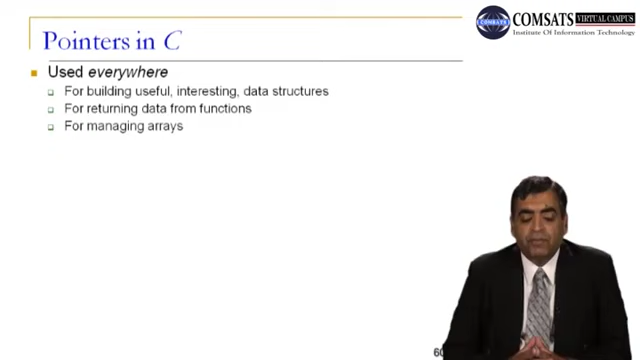 COMSATS
COMSATS VIRTUAL CAMPUS
Institute Of Information Technology
Pointers in C
Used everywhere
For building useful, interesting, data structures
For returning data from functions
For managing arrays
60